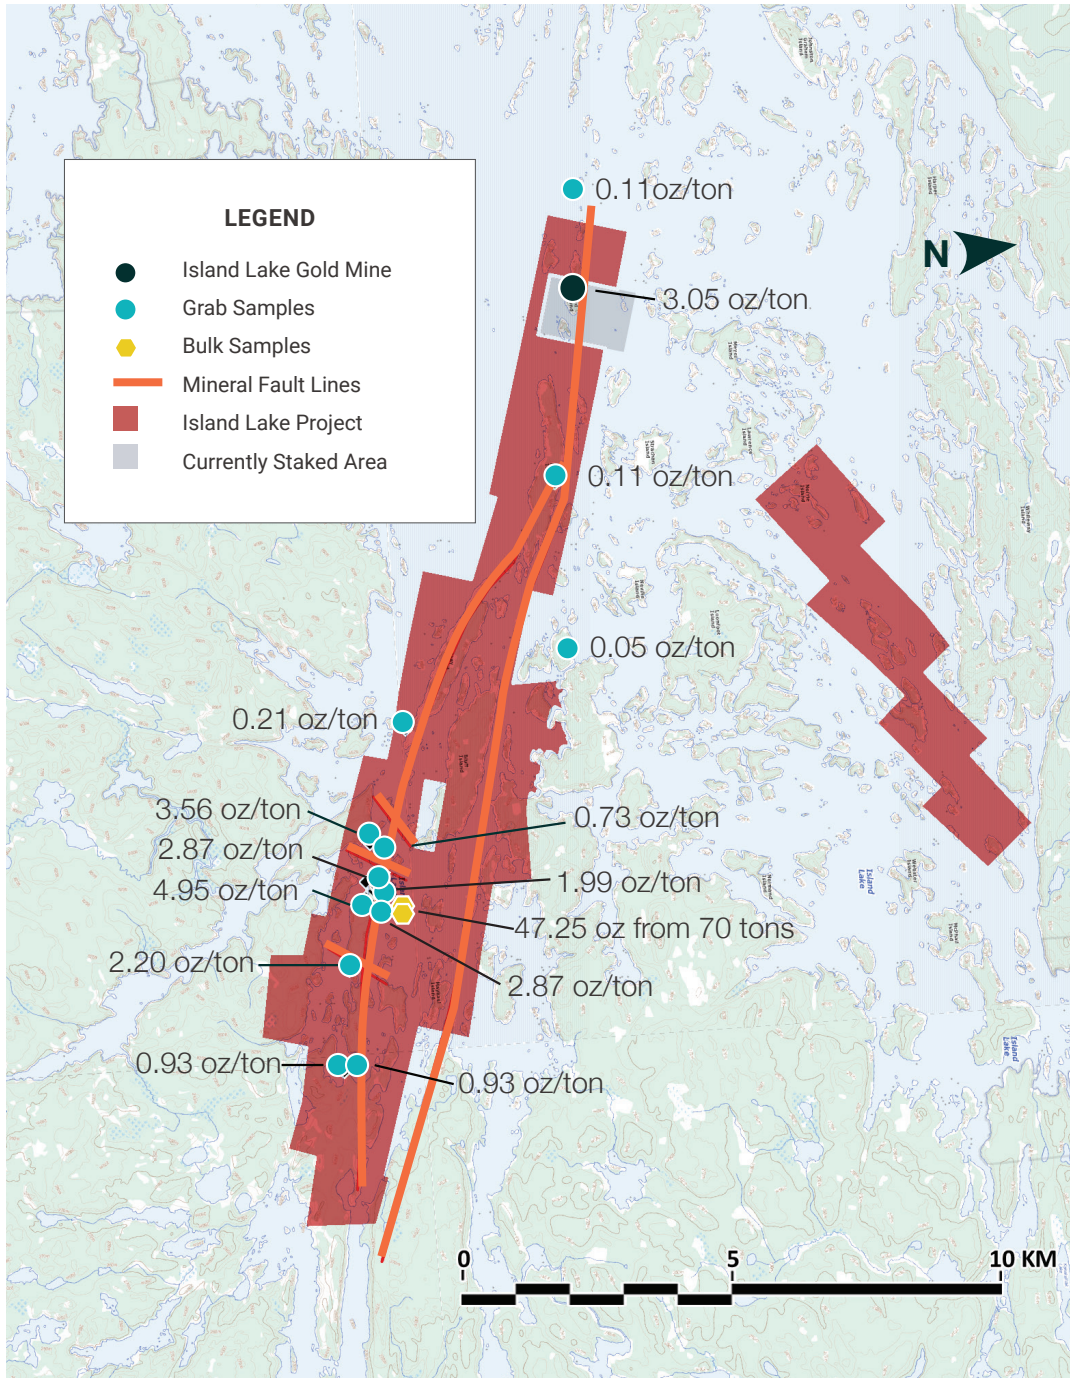 LEGEND
Island Lake Gold Mine
Grab Samples
Bulk Samples
Mineral Fault Lines
Island Lake Project
Currently Staked Area
0.11oz/ton
N
3.05 oz/ton
0.11 oz/ton
0.05 oz/ton
0.21 oz/ton
3.56 oz/ton
0.73 oz/ton
2.87 oz/ton
1.99 oz/ton
4.95 oz/ton
47.25 oz from 70 tons
2.20 oz/ton
2.87 oz/ton
0.93 oz/ton
0.93 oz/ton
Island
Lake
Island
Lake
0
5
10 KM